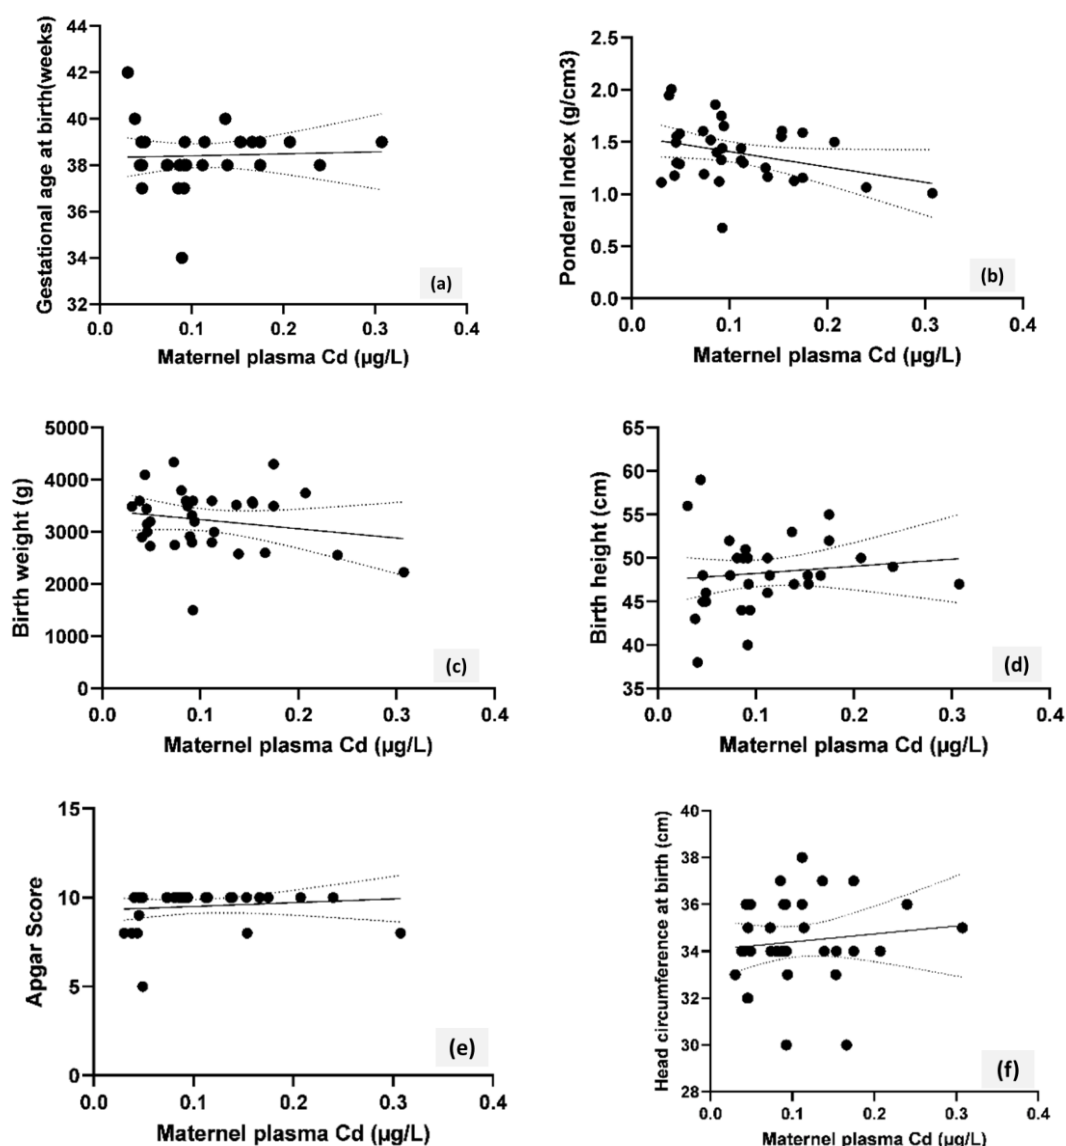 44
42
40
38
36
34
32
0.0 0.1 0.2 0.3 0.4
Gestational age at birth(weeks)
Maternel plasma Cd (µg/L)
(a)
2.5
2.0
1.5
1.0
0.5
0.0
0.0 0.1 0.2 0.3 0.4
Ponderal Index (g/cm3)
Maternel plasma Cd (µg/L)
(b)
5000
4000
3000
2000
1000
0
0.0 0.1 0.2 0.3 0.4
Birth weight (g)
Maternel plasma Cd (µg/L)
(c)
65
60
55
50
45
40
35
0.0 0.1 0.2 0.3 0.4
Birth height (cm)
Maternel plasma Cd (µg/L)
(d)
15
10
5
0
0.0 0.1 0.2 0.3 0.4
Apgar Score
Maternel plasma Cd (µg/L)
(e)
40
38
36
34
32
30
28
0.0 0.1 0.2 0.3 0.4
Head circumference at birth (cm)
Maternel plasma Cd (µg/L)
(f)